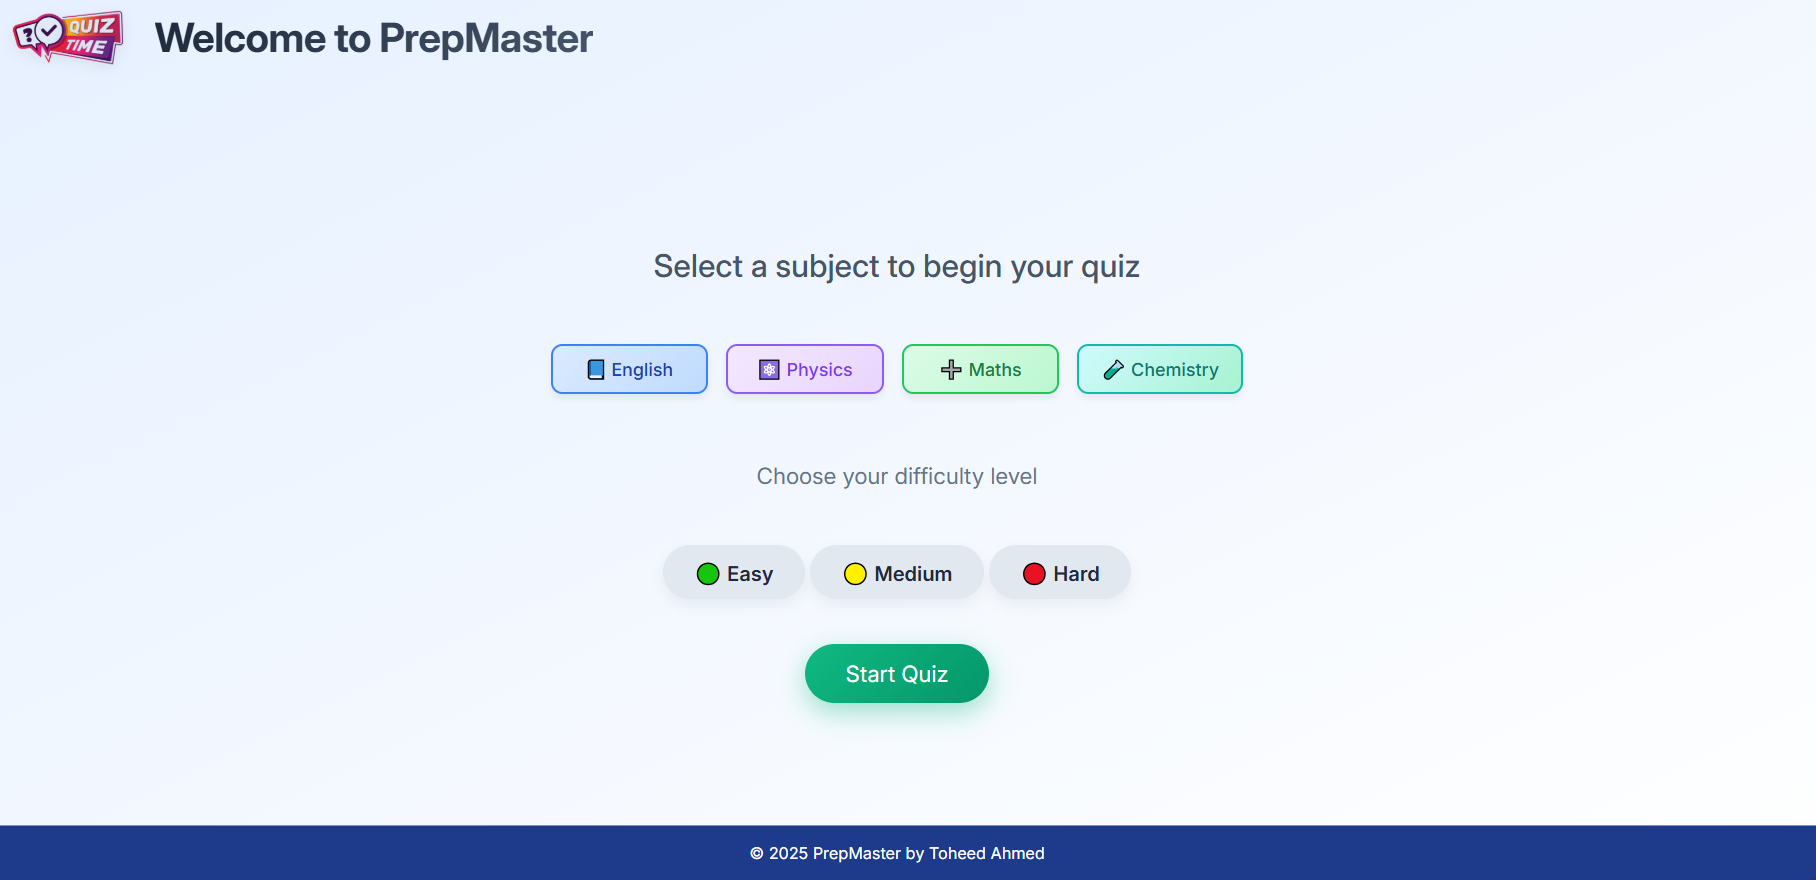 ? QUIZ
TIME
Welcome to PrepMaster
Select a subject to begin your quiz
English Physics Maths Chemistry
Choose your difficulty level
Easy Medium Hard
Start Quiz
© 2025 PrepMaster by Toheed Ahmed